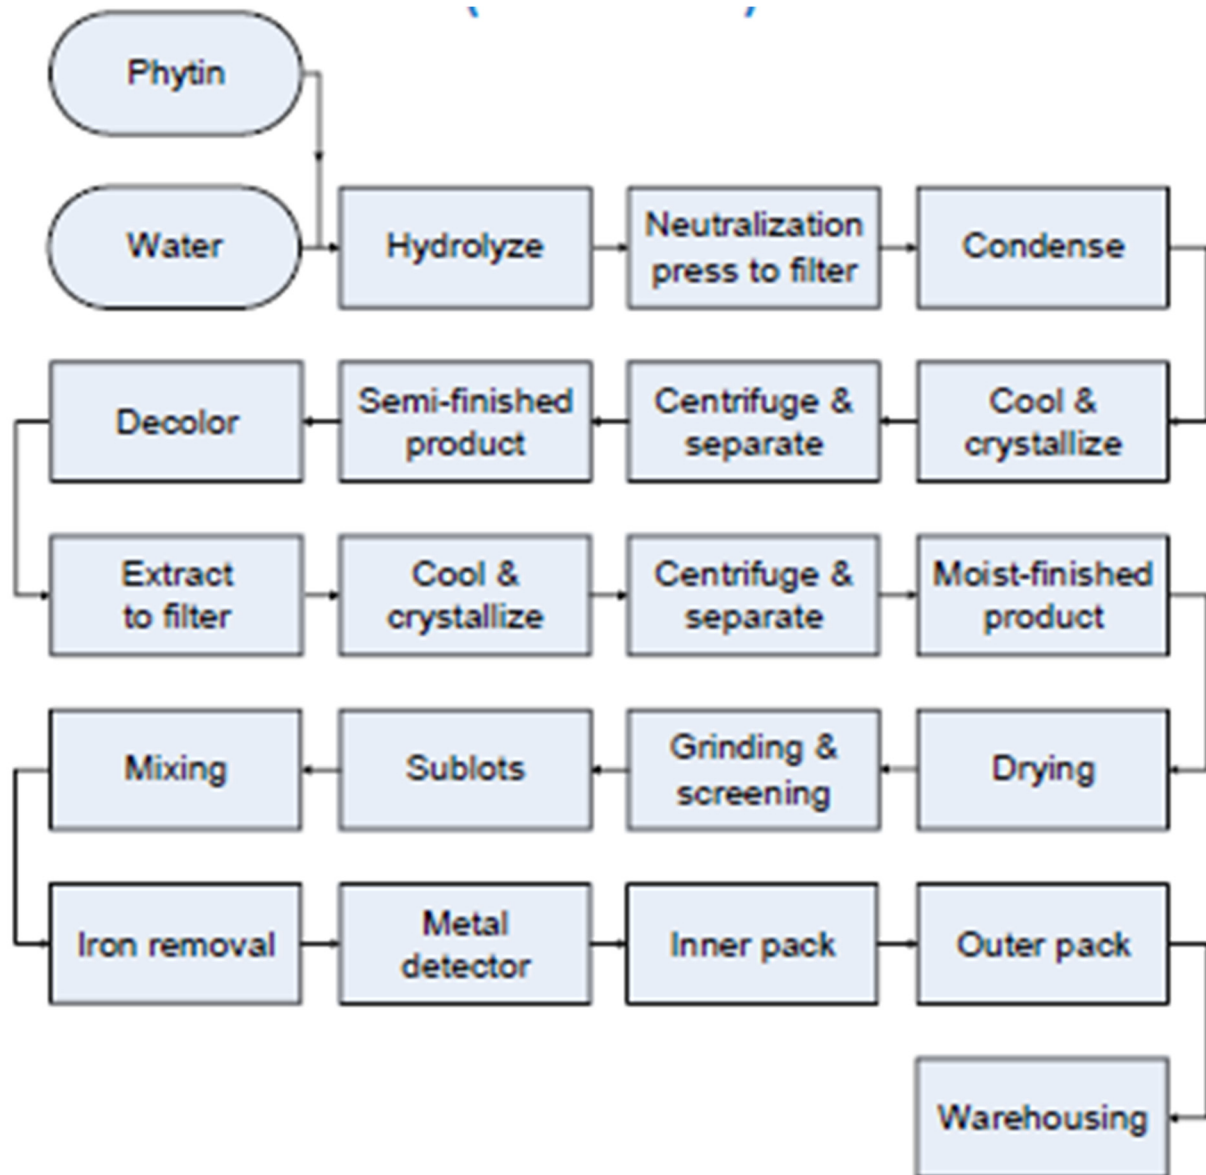 Phytin
Water
Hydrolyze
Neutralization
press to filter
Condense
Decolor
Semi-finished
product
Centrifuge &
separate
Cool &
crystallize
Extract
to filter
Cool &
crystallize
Centrifuge &
separate
Moist-finished
product
Mixing
Sublots
Grinding &
screening
Drying
Iron removal
Metal
detector
Inner pack
Outer pack
Warehousing